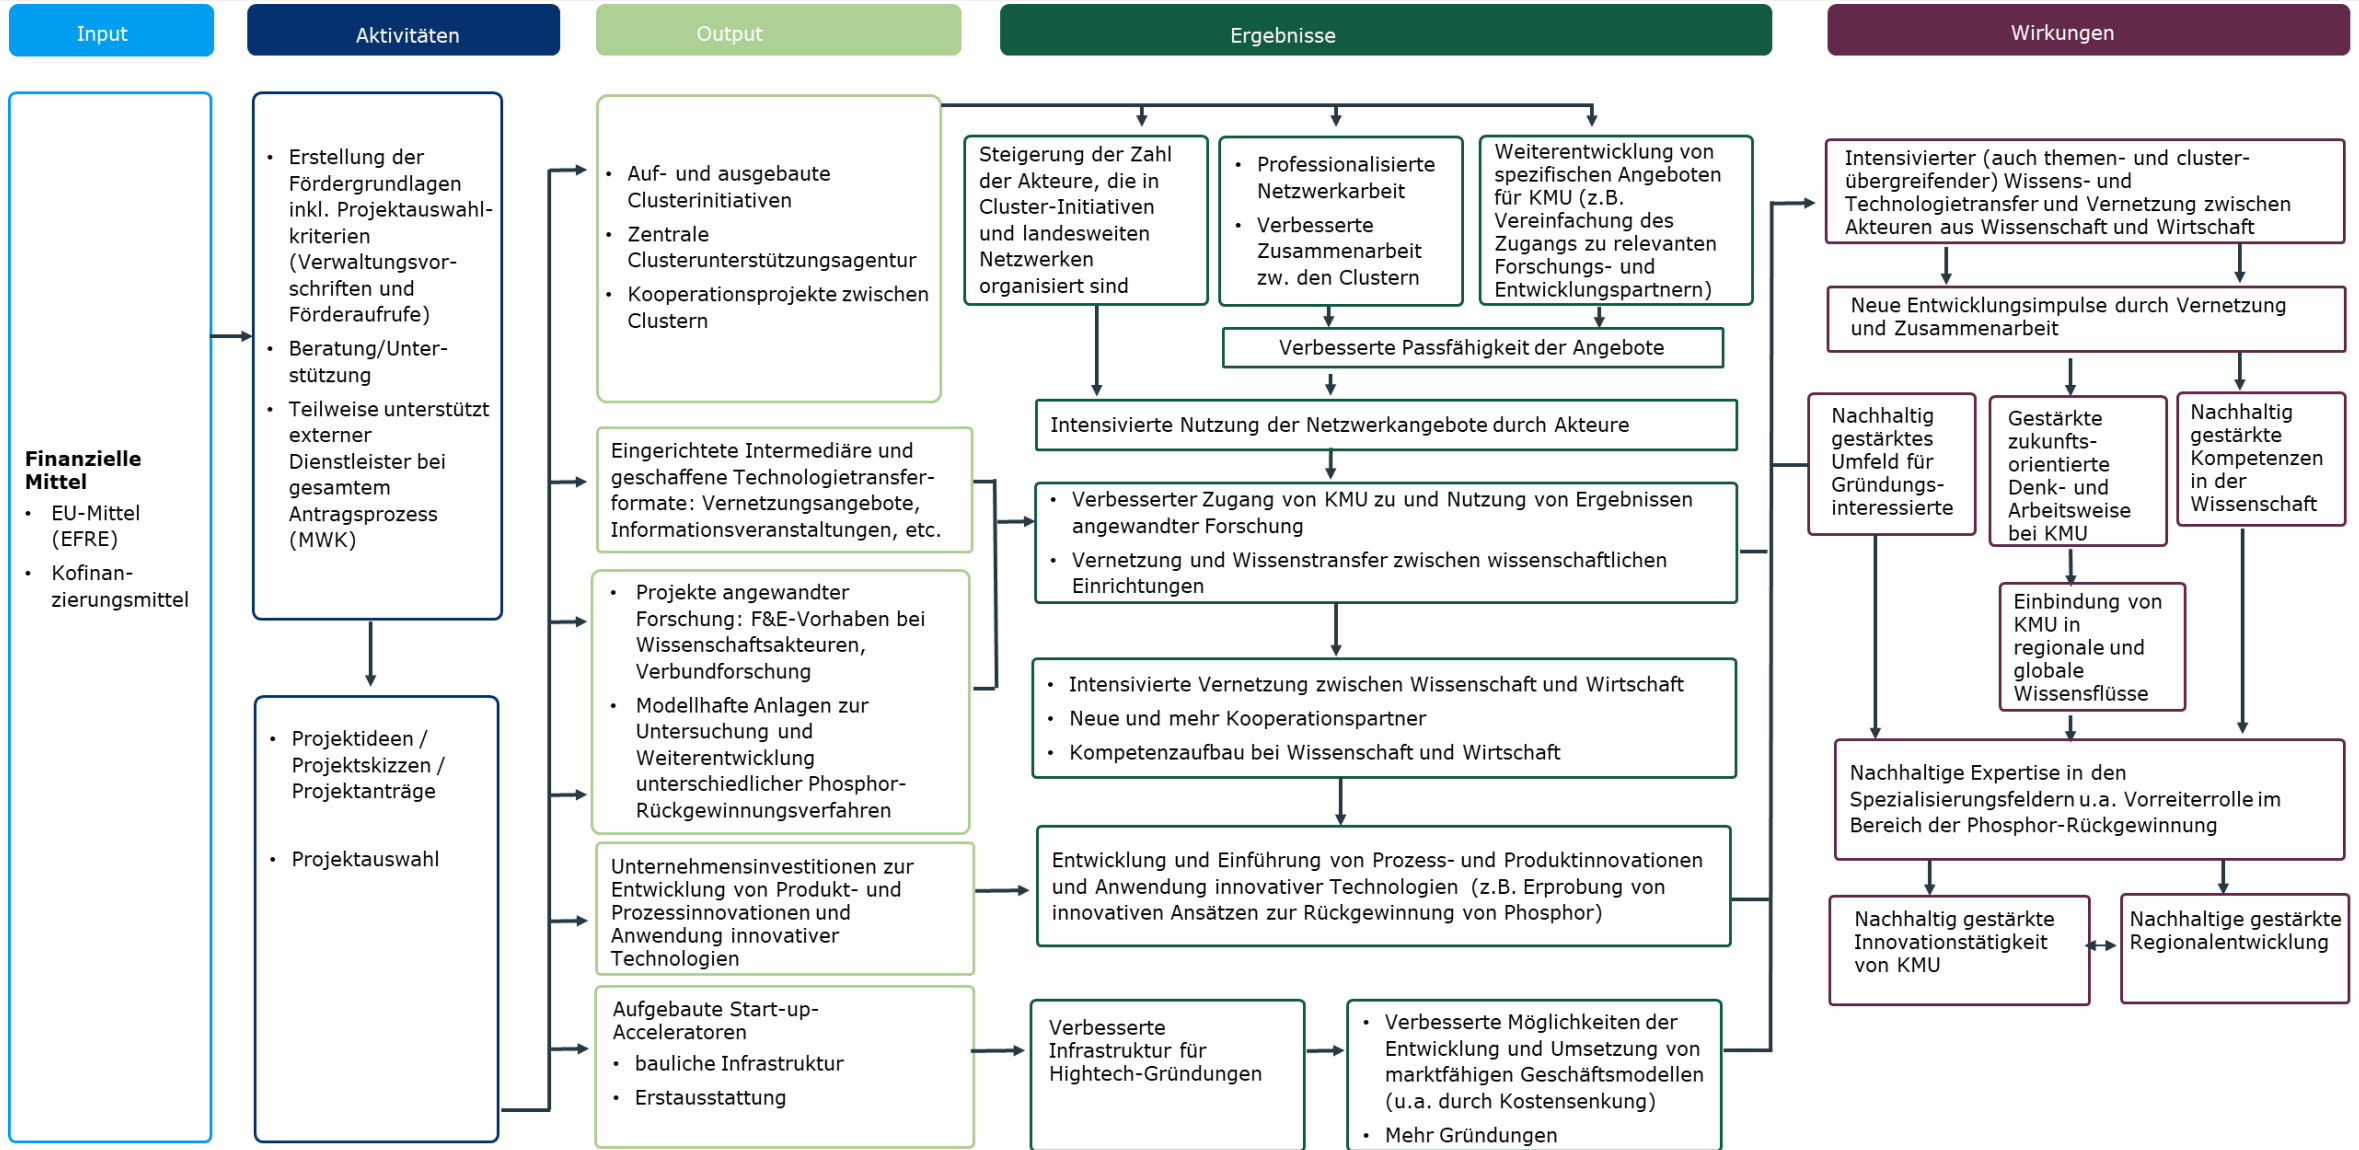 Input
Aktivitäten
Output
Ergebnisse
Wirkungen
Finanzielle
Mittel
• EU-Mittel
(EFRE)
• Kofinan-
zierungsmittel
• Erstellung der
Fördergrundlagen
inkl. Projektauswahl-
kriterien
(Verwaltungsvor-
schriften und
Förderaufrufe)
• Beratung/Unter-
stützung
• Teilweise unterstützt
externer
Dienstleister bei
gesamtem
Antragsprozess
(MWK)
• Projektideen /
Projektskizzen /
Projektanträge
• Projektauswahl
• Auf- und ausgebaute
Clusterinitiativen
• Zentrale
Clusterunterstützungsagentur
• Kooperationsprojekte zwischen
Clustern
Eingerichtete Intermediäre und
geschaffene Technologietransfer-
formate: Vernetzungsangebote,
Informationsveranstaltungen, etc.
• Projekte angewandter
Forschung: F&E-Vorhaben bei
Wissenschaftsakteuren,
Verbundforschung
• Modellhafte Anlagen zur
Untersuchung und
Weiterentwicklung
unterschiedlicher Phosphor-
Rückgewinnungsverfahren
Unternehmensinvestitionen zur
Entwicklung von Produkt- und
Prozessinnovationen und
Anwendung innovativer
Technologien
Aufgebaute Start-up-
Acceleratoren
• bauliche Infrastruktur
• Erstausstattung
Steigerung der Zahl
der Akteure, die in
Cluster-Initiativen
und landesweiten
Netzwerken
organisiert sind
• Professionalisierte
Netzwerkarbeit
• Verbesserte
Zusammenarbeit
zw. den Clustern
Weiterentwicklung von
spezifischen Angeboten
für KMU (z.B.
Vereinfachung des
Zugangs zu relevanten
Forschungs- und
Entwicklungspartnern)
Verbesserte Passfähigkeit der Angebote
Intensivierte Nutzung der Netzwerkangebote durch Akteure
• Verbesserter Zugang von KMU zu und Nutzung von Ergebnissen
angewandter Forschung
• Vernetzung und Wissenstransfer zwischen wissenschaftlichen
Einrichtungen
• Intensivierte Vernetzung zwischen Wissenschaft und Wirtschaft
• Neue und mehr Kooperationspartner
• Kompetenzaufbau bei Wissenschaft und Wirtschaft
Entwicklung und Einführung von Prozess- und Produktinnovationen
und Anwendung innovativer Technologien (z.B. Erprobung von
innovativen Ansätzen zur Rückgewinnung von Phosphor)
Verbesserte
Infrastruktur für
Hightech-Gründungen
• Verbesserte Möglichkeiten der
Entwicklung und Umsetzung von
marktfähigen Geschäftsmodellen
(u.a. durch Kostensenkung)
• Mehr Gründungen
Intensivierter (auch themen- und cluster-
übergreifender) Wissens- und
Technologietransfer und Vernetzung zwischen
Akteuren aus Wissenschaft und Wirtschaft
Neue Entwicklungsimpulse durch Vernetzung
und Zusammenarbeit
Nachhaltig
gestärktes
Umfeld für
Gründungs-
interessierte
Gestärkte
zukunfts-
orientierte
Denk- und
Arbeitsweise
bei KMU
Nachhaltig
gestärkte
Kompetenzen
in der
Wissenschaft
Einbindung von
KMU in
regionale und
globale
Wissensflüsse
Nachhaltige Expertise in den
Spezialisierungsfeldern u.a. Vorreiterrolle im
Bereich der Phosphor-Rückgewinnung
Nachhaltig gestärkte
Innovationstätigkeit
von KMU
Nachhaltige gestärkte
Regionalentwicklung